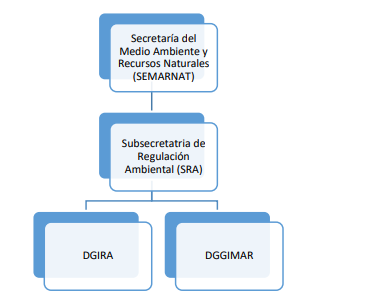 Secretaría del
Medio Ambiente y
Recursos Naturales
(SEMARNAT)
Subsecretatria de
Regulación
Ambiental (SRA)
DGIRA
DGGIMAR